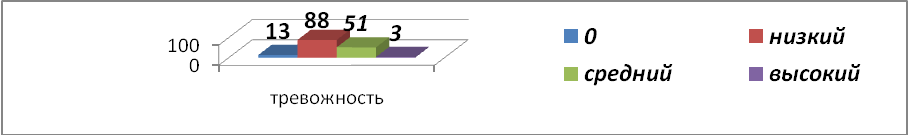 13 88 51 3
100
0
тревожность
0 низкий
средний высокий